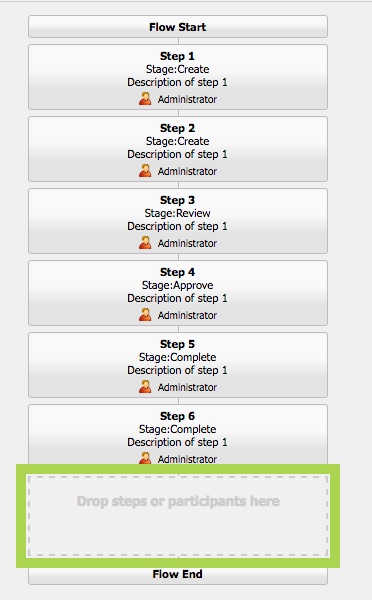 Flow Start
Step 1
Stage:Create
Description of step 1
Administrator
Step 2
Stage:Create
Description of step 1
Administrator
Step 3
Stage:Review
Description of step 1
Administrator
Step 4
Stage:Approve
Description of step 1
Administrator
Step 5
Stage:Complete
Description of step 1
Administrator
Step 6
Stage:Complete
Description of step 1
Administrator
Drop steps or participants here
Flow End